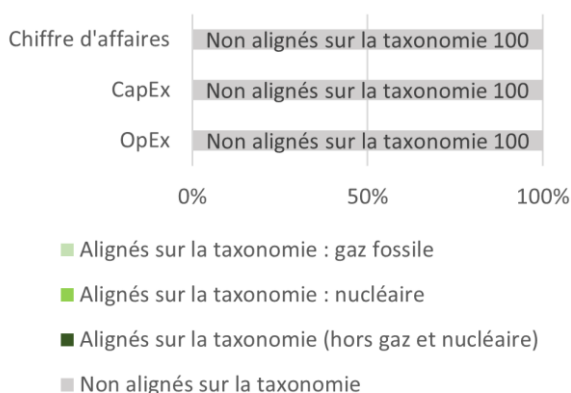 Chiffre d'affaires Non alignés sur la taxonomie 100
CapEx Non alignés sur la taxonomie 100
OpEx Non alignés sur la taxonomie 100
0% 50% 100%
Alignés sur la taxonomie : gaz fossile
Alignés sur la taxonomie : nucléaire
Alignés sur la taxonomie (hors gaz et nucléaire)
Non alignés sur la taxonomie